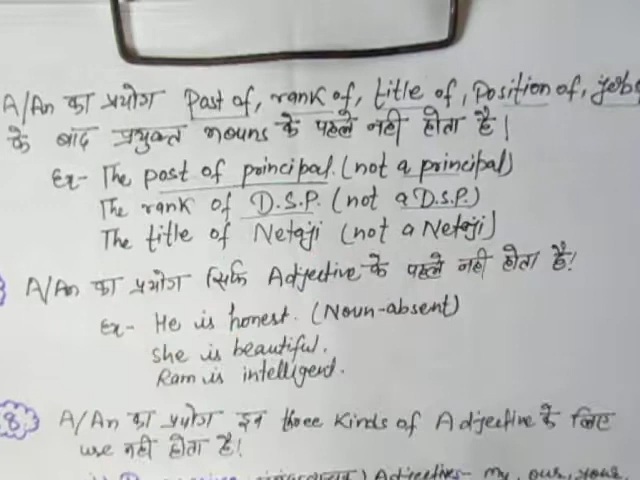 A/An का प्रयोग Post of, rank of, title of, Position of, jobs
के बाद प्रयुक्त nouns के पहले नही होता है।
Ex- The post of principal. (not a principal)
The rank of D.S.P. (not a D.S.P.)
The title of Netaji (not a Netaji)
A/An का प्रयोग सिर्फ Adjective के पहले नही होता है!
Ex- He is honest. (Noun-absent)
She is beautiful.
Ram is intelligent.
8 A/An का प्रयोग इन three Kinds of Adjective के लिए
use नही होता है!
Adjectives- my, our, your,